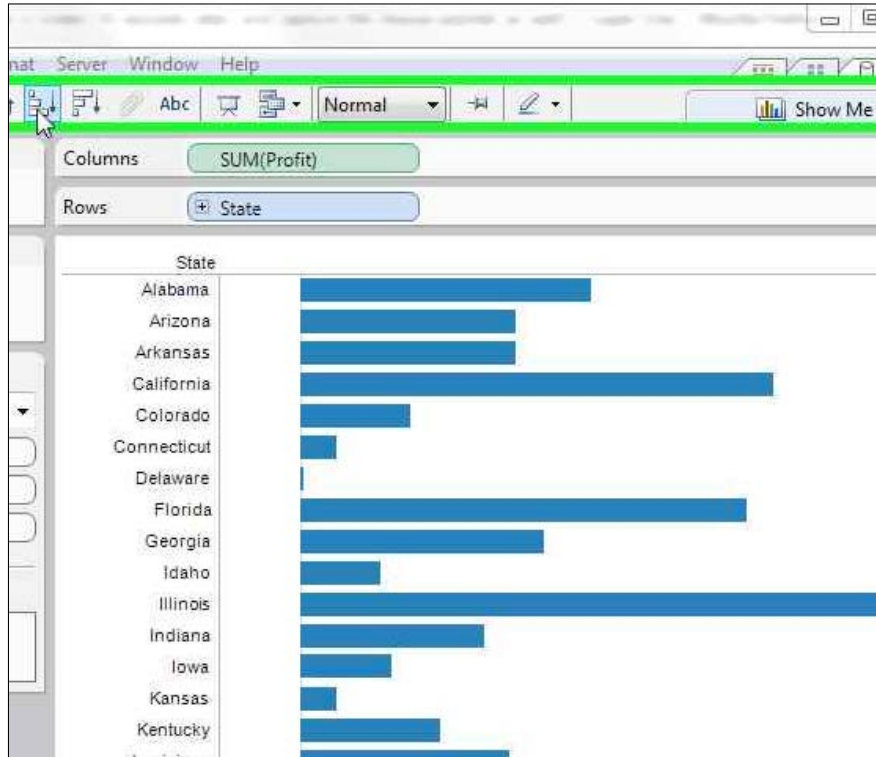 Server Window Help
Abc Normal Show Me
Columns SUM(Profit)
Rows State
State
Alabama
Arizona
Arkansas
California
Colorado
Connecticut
Delaware
Florida
Georgia
Idaho
Illinois
Indiana
Iowa
Kansas
Kentucky